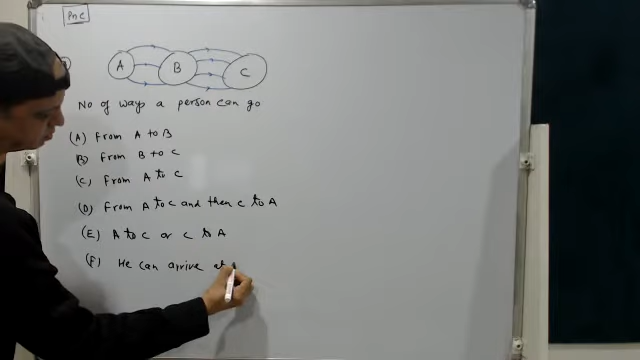 PnC
A B C
No of ways a person can go
(A) From A to B
(B) From B to C
(C) From A to C
(D) From A to C and then C to A
(E) A to C or C to A
(F) He can arrive at